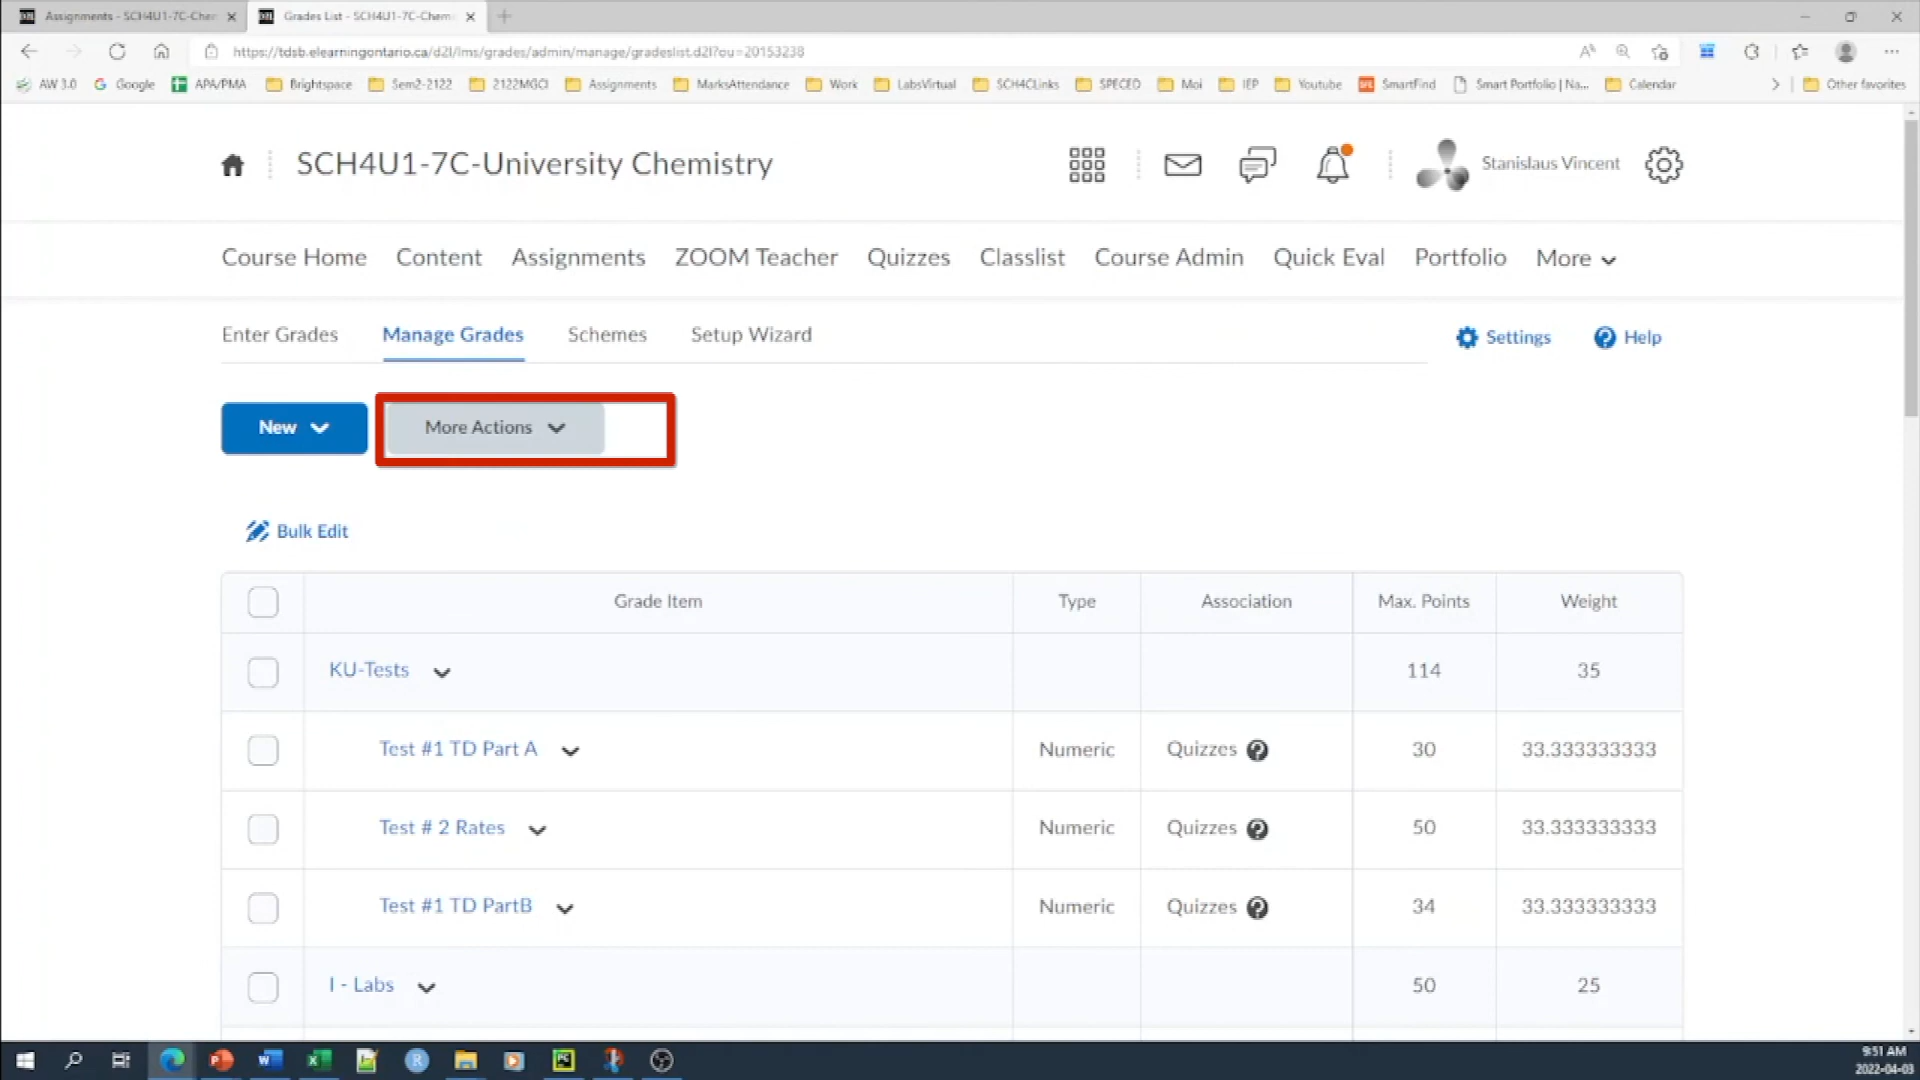 Assignments - SCH4U1-7C-Chem
Grades List - SCH4U1-7C-Chem
https://tdsb.elearningontario.ca/d2l/lms/grades/admin/manage/gradeslist.d2l?ou=20153238
AW 3.0 Google APA/PMA Brightspace Sem2-2122 2122MGCI Assignments MarksAttendance Work LabsVirtual SCH4CLinks SPECED Moi IEP Youtube SmartFind Smart Portfolio | Na... Calendar Other favorites
SCH4U1-7C-University Chemistry
Stanislaus Vincent
Course Home Content Assignments ZOOM Teacher Quizzes Classlist Course Admin Quick Eval Portfolio More
Enter Grades Manage Grades Schemes Setup Wizard Settings Help
New More Actions
Bulk Edit
Grade Item Type Association Max. Points Weight
KU-Tests 114 35
Test #1 TD Part A Numeric Quizzes 30 33.333333333
Test # 2 Rates Numeric Quizzes 50 33.333333333
Test #1 TD PartB Numeric Quizzes 34 33.333333333
I - Labs 50 25
9:51 AM
2022-04-03